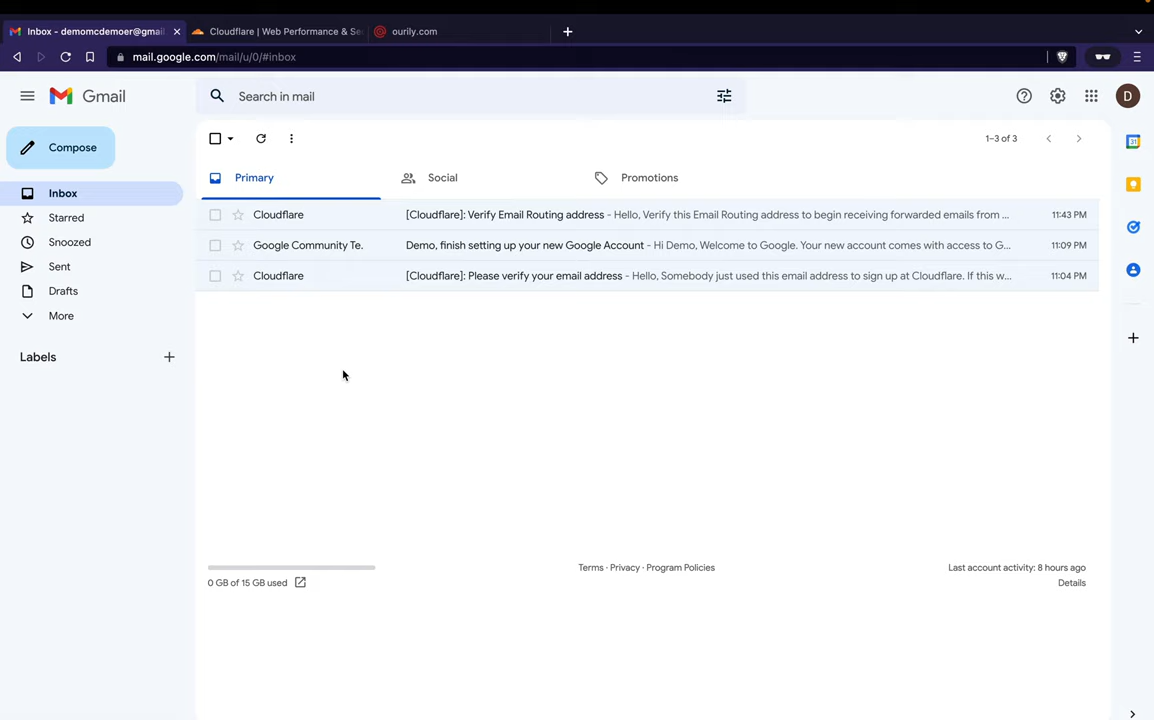 Inbox - demomcdemoer@gmail
Cloudflare | Web Performance & Se
ourily.com
mail.google.com/mail/u/0/#inbox
Gmail
Search in mail
D
Compose
1–3 of 3
31
Primary
Social
Promotions
Inbox
Cloudflare
[Cloudflare]: Verify Email Routing address - Hello, Verify this Email Routing address to begin receiving forwarded emails from ...
11:43 PM
Starred
Google Community Te.
Demo, finish setting up your new Google Account - Hi Demo, Welcome to Google. Your new account comes with access to G...
11:09 PM
Snoozed
Cloudflare
[Cloudflare]: Please verify your email address - Hello, Somebody just used this email address to sign up at Cloudflare. If this w...
11:04 PM
Sent
Drafts
More
Labels
0 GB of 15 GB used
Terms · Privacy · Program Policies
Last account activity: 8 hours ago
Details